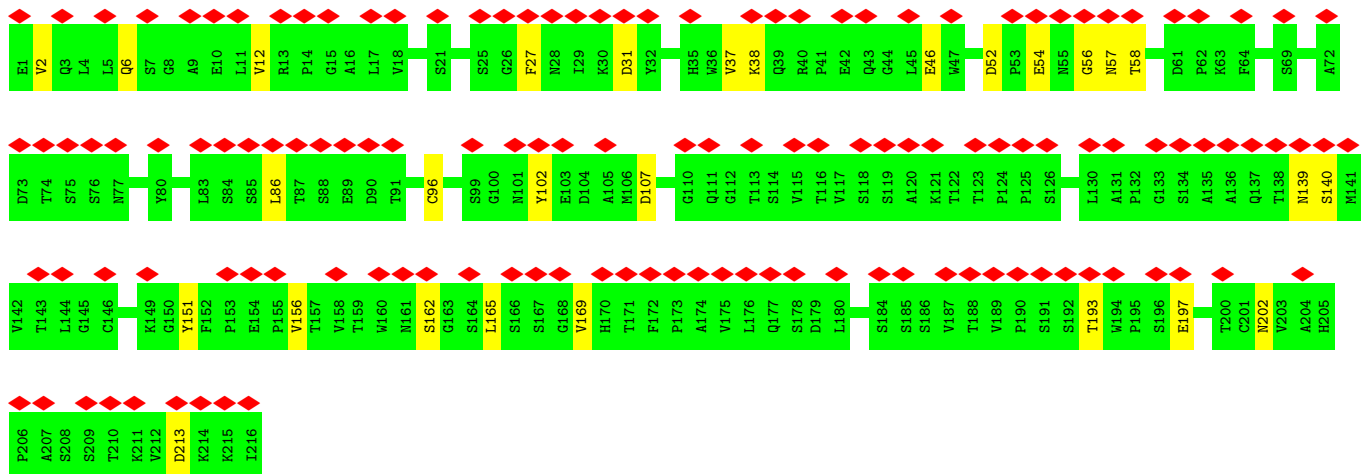 E1 V2 Q3 L4 L5 Q6 S7 G8 A9 E10 L11 V12 R13 P14 G15 A16 L17 V18 S21 S25 G26 F27 N28 I29 K30 D31 Y32 H35 W36 V37 K38 Q39 R40 P41 E42 Q43 G44 L45 E46 W47 D52 P53 E54 N55 G56 N57 T58 D61 P62 K63 F64 S69 A72
D73 T74 S75 S76 N77 Y80 L83 S84 S85 L86 T87 S88 E89 D90 T91 C96 S99 G100 N101 Y102 E103 D104 A105 M106 D107 G110 Q111 G112 T113 S114 V115 T116 V117 S118 S119 A120 K121 T122 T123 P124 P125 S126 L130 A131 P132 G133 S134 A135 A136 Q137 T138 N139 S140 M141
V142 T143 L144 G145 C146 K149 G150 Y151 F152 P153 E154 P155 V156 T157 V158 T159 W160 N161 S162 G163 S164 L165 S166 S167 G168 V169 H170 T171 F172 P173 A174 V175 L176 Q177 S178 D179 L180 S184 S185 S186 V187 T188 V189 P190 S191 S192 T193 W194 P195 S196 E197 T200 C201 N202 V203 A204 H205
P206 A207 S208 S209 T210 K211 V212 D213 K214 K215 I216